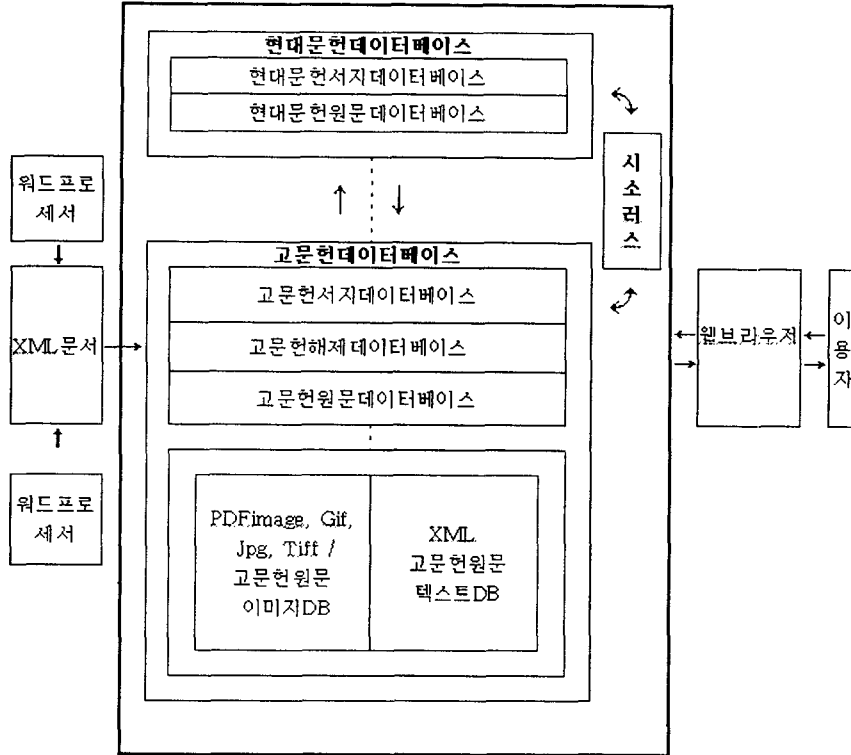 현대문헌데이터베이스
현대문헌서지데이터베이스
현대문헌원문데이터베이스
시
소
러
스
워드프로
세서
XML문서
워드프로
세서
고문헌데이터베이스
고문헌서지데이터베이스
고문헌해제데이터베이스
고문헌원문데이터베이스
PDFimage, Gif,
Jpg, Tiff /
고문헌원문
이미지DB
XML
고문헌원문
텍스트DB
웹브라우저
이
용
자